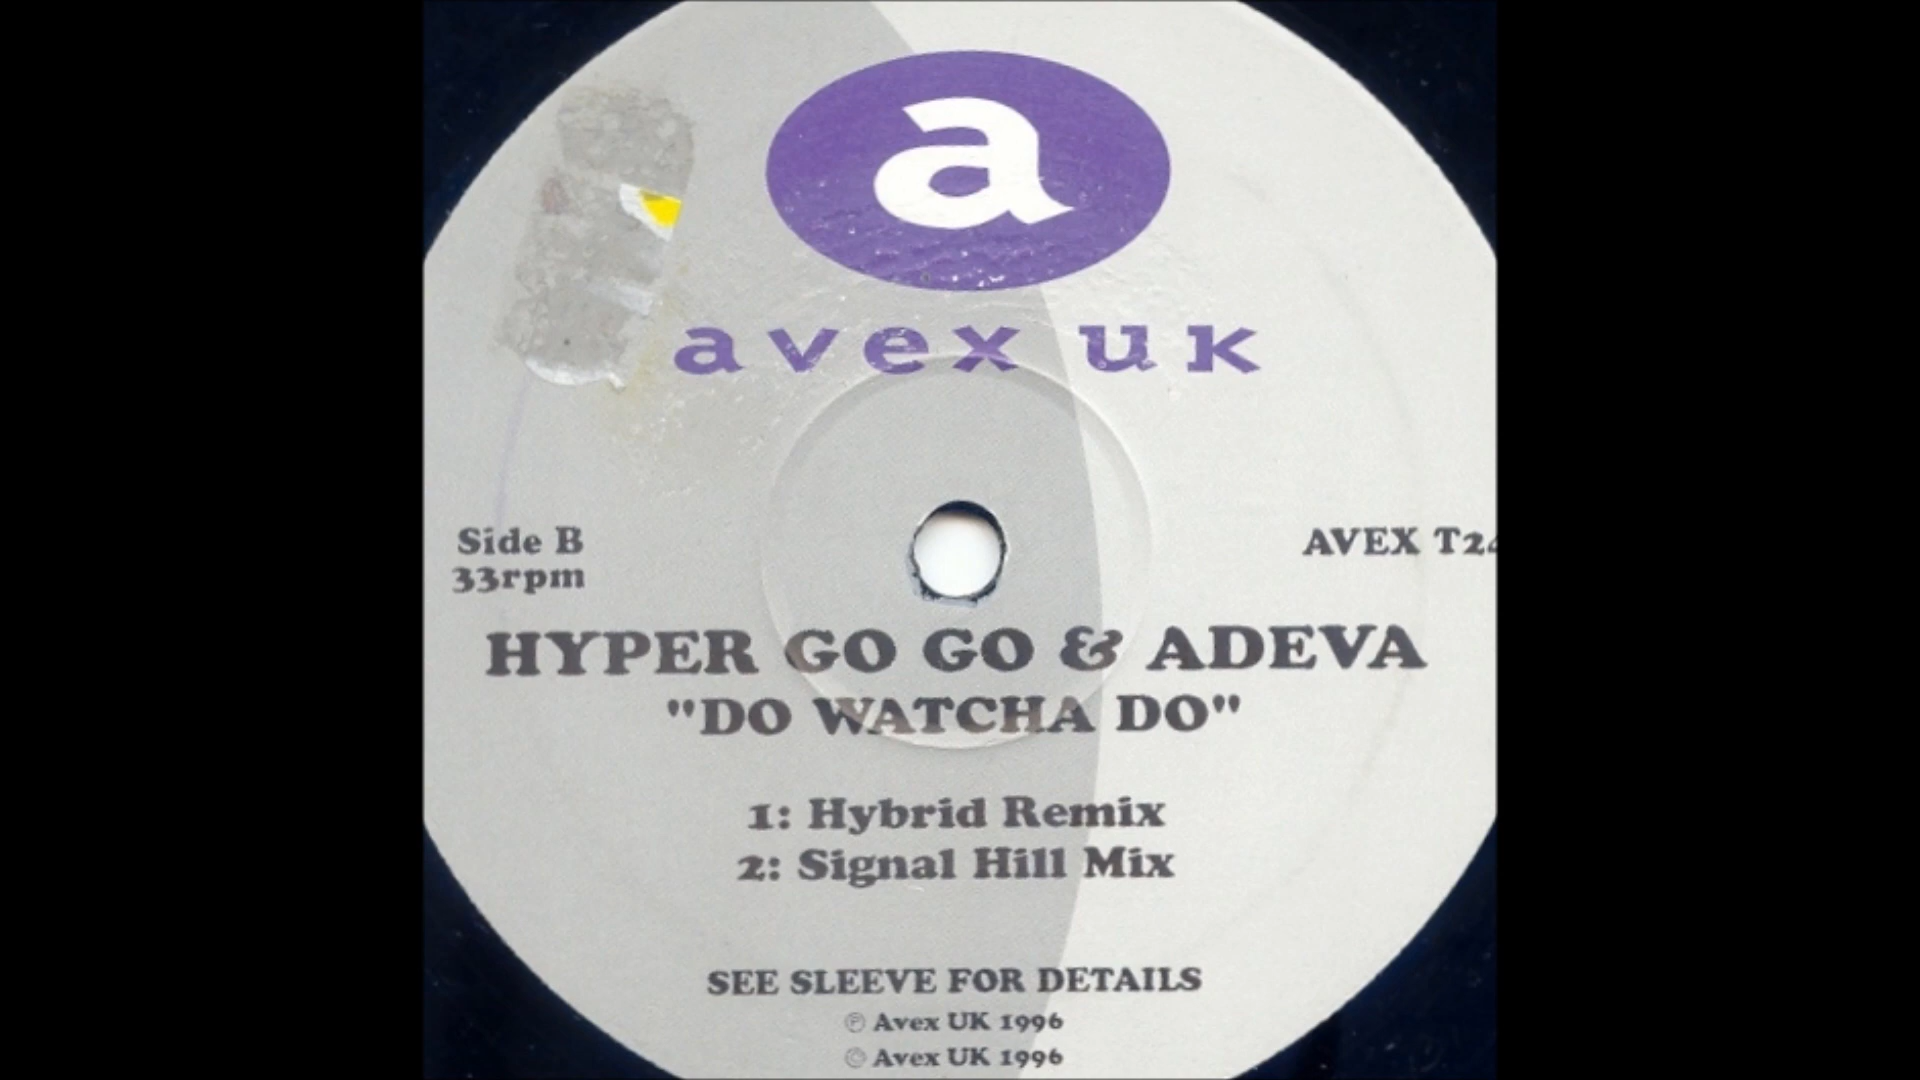 a
avex uk
Side B
33rpm
AVEX T24
HYPER GO GO & ADEVA
"DO WATCHA DO"
1: Hybrid Remix
2: Signal Hill Mix
SEE SLEEVE FOR DETAILS
℗ Avex UK 1996
© Avex UK 1996